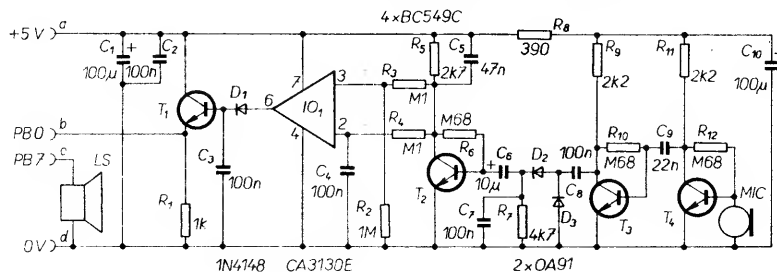 4×BC549C
+5V a
C1 + 100µ
C2 100n
R5 2k7
C5 47n
R8 390
R9 2k2
R11 2k2
C10 100µ
T1
D1
6
7
4
3
2
IO1
R3 M1
R4 M1
M68 R6
R10 M68
C9 22n
R12 M68
PB0 b
PB7 c
LS
C3 100n
C4 100n
+ C6 10µ
D2
100n C8
T2
T3
T4
MIC
R1 1k
R2 1M
C7 100n
R7 4k7
D3
0V d
1N4148 CA3130E 2×OA91